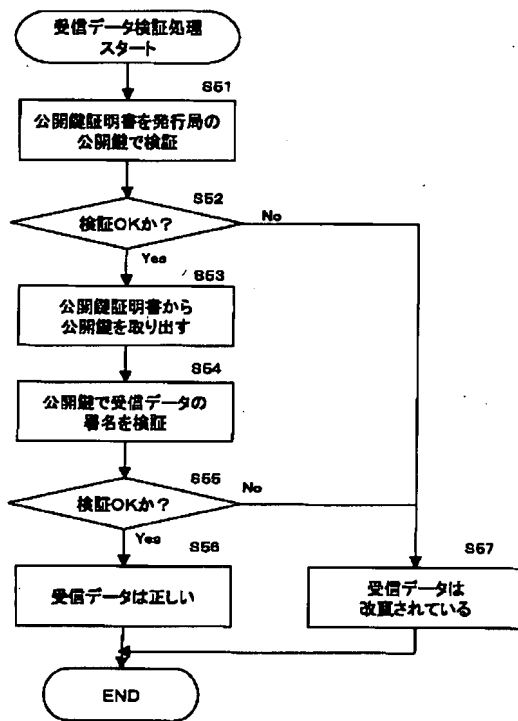 受信データ検証処理
スタート
S51
公開鍵証明書を発行局の
公開鍵で検証
S52
検証OKか？
No
Yes
S53
公開鍵証明書から
公開鍵を取り出す
S54
公開鍵で受信データの
署名を検証
S55
検証OKか？
No
Yes
S56
受信データは正しい
S57
受信データは
改竄されている
END